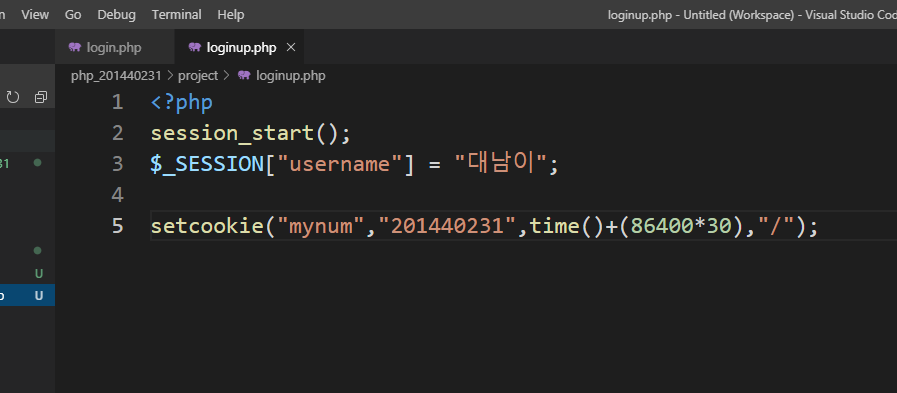 View Go Debug Terminal Help loginup.php - Untitled (Workspace) - Visual Studio Cod
login.php loginup.php ×
php_201440231 > project > loginup.php
1 <?php
2 session_start();
3 $_SESSION["username"] = "대남이";
4
5 setcookie("mynum","201440231",time()+(86400*30),"/");
31
U
U